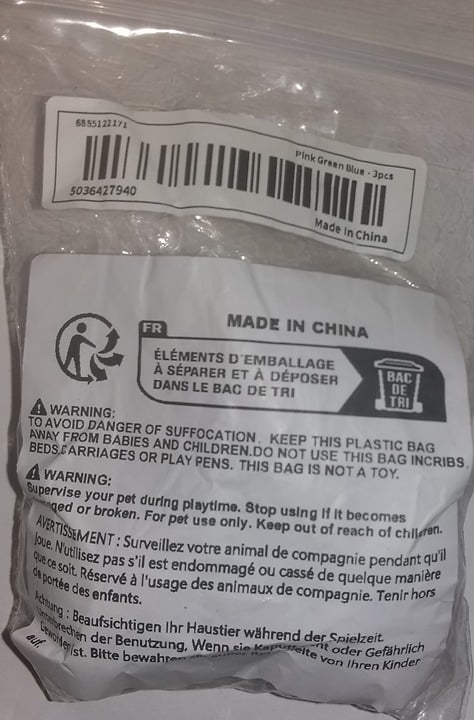 6885122171
Pink Green Blue - 3pcs
5036427940
Made in China
FR
MADE IN CHINA
ÉLÉMENTS D'EMBALLAGE
À SÉPARER ET À DÉPOSER
DANS LE BAC DE TRI
BAC
DE
TRI
WARNING:
TO AVOID DANGER OF SUFFOCATION, KEEP THIS PLASTIC BAG
AWAY FROM BABIES AND CHILDREN.DO NOT USE THIS BAG INCRIBS,
BEDS,CARRIAGES OR PLAY PENS. THIS BAG IS NOT A TOY.
WARNING:
Supervise your pet during playtime. Stop using if it becomes
or broken. For pet use only. Keep out of reach of children.
AVERTISSEMENT : Surveillez votre animal de compagnie pendant qu'il
joue. N'utilisez pas s'il est endommagé ou cassé de quelque manière
que ce soit. Réservé à l'usage des animaux de compagnie. Tenir hors
de portée des enfants.
Achtung : Beaufsichtigen Ihr Haustier während der Spielzeit.
der Benutzung, Wenn sie oder Gefährlich
ist. Bitte bewahren von Ihren Kinder
auf.